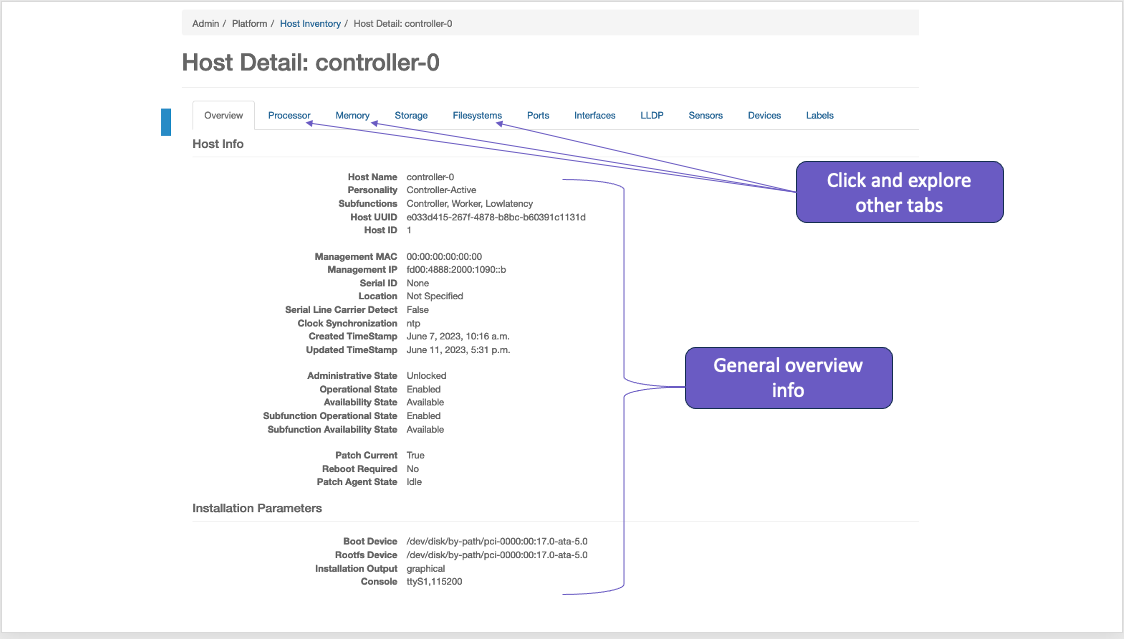 Admin / Platform / Host Inventory / Host Detail: controller-0
Host Detail: controller-0
Overview Processor Memory Storage Filesystems Ports Interfaces LLDP Sensors Devices Labels
Host Info
Click and explore
other tabs
Host Name controller-0
Personality Controller-Active
Subfunctions Controller, Worker, Lowlatency
Host UUID e033d415-267f-4878-b8bc-b60391c1131d
Host ID 1
Management MAC 00:00:00:00:00:00
Management IP fd00:4888:2000:1090::b
Serial ID None
Location Not Specified
Serial Line Carrier Detect False
Clock Synchronization ntp
Created TimeStamp June 7, 2023, 10:16 a.m.
Updated TimeStamp June 11, 2023, 5:31 p.m.
General overview
info
Administrative State Unlocked
Operational State Enabled
Availability State Available
Subfunction Operational State Enabled
Subfunction Availability State Available
Patch Current True
Reboot Required No
Patch Agent State Idle
Installation Parameters
Boot Device /dev/disk/by-path/pci-0000:00:17.0-ata-5.0
Rootfs Device /dev/disk/by-path/pci-0000:00:17.0-ata-5.0
Installation Output graphical
Console ttyS1,115200